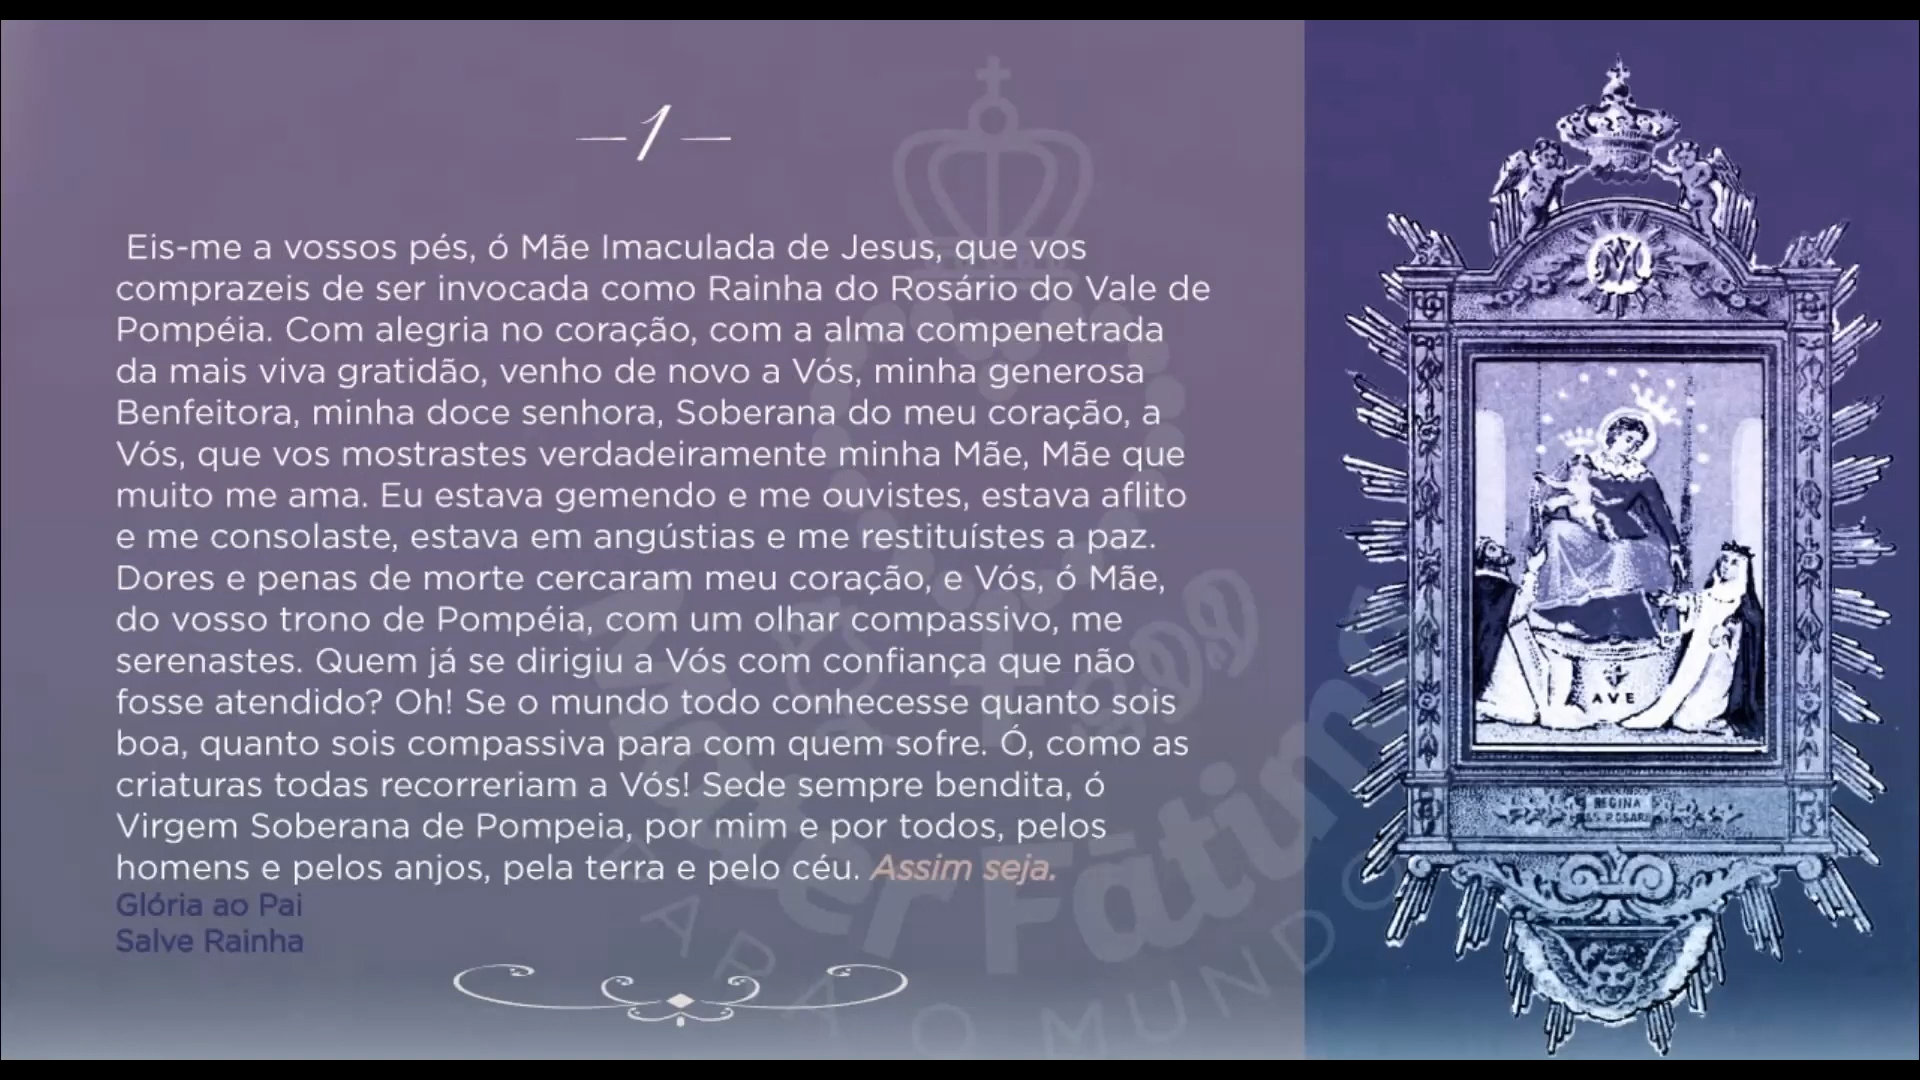 1
Eis-me a vossos pés, ó Mãe Imaculada de Jesus, que vos
comprazeis de ser invocada como Rainha do Rosário do Vale de
Pompéia. Com alegria no coração, com a alma compenetrada
da mais viva gratidão, venho de novo a Vós, minha generosa
Benfeitora, minha doce senhora, Soberana do meu coração, a
Vós, que vos mostrastes verdadeiramente minha Mãe, Mãe que
muito me ama. Eu estava gemendo e me ouvistes, estava aflito
e me consolaste, estava em angústias e me restituístes a paz.
Dores e penas de morte cercaram meu coração, e Vós, ó Mãe,
do vosso trono de Pompéia, com um olhar compassivo, me
serenastes. Quem já se dirigiu a Vós com confiança que não
fosse atendido? Oh! Se o mundo todo conhecesse quanto sois
boa, quanto sois compassiva para com quem sofre. Ó, como as
criaturas todas recorreriam a Vós! Sede sempre bendita, ó
Virgem Soberana de Pompeia, por mim e por todos, pelos
homens e pelos anjos, pela terra e pelo céu. Assim seja.
Glória ao Pai
Salve Rainha
PARA O MUNDO
AVE
REGINA